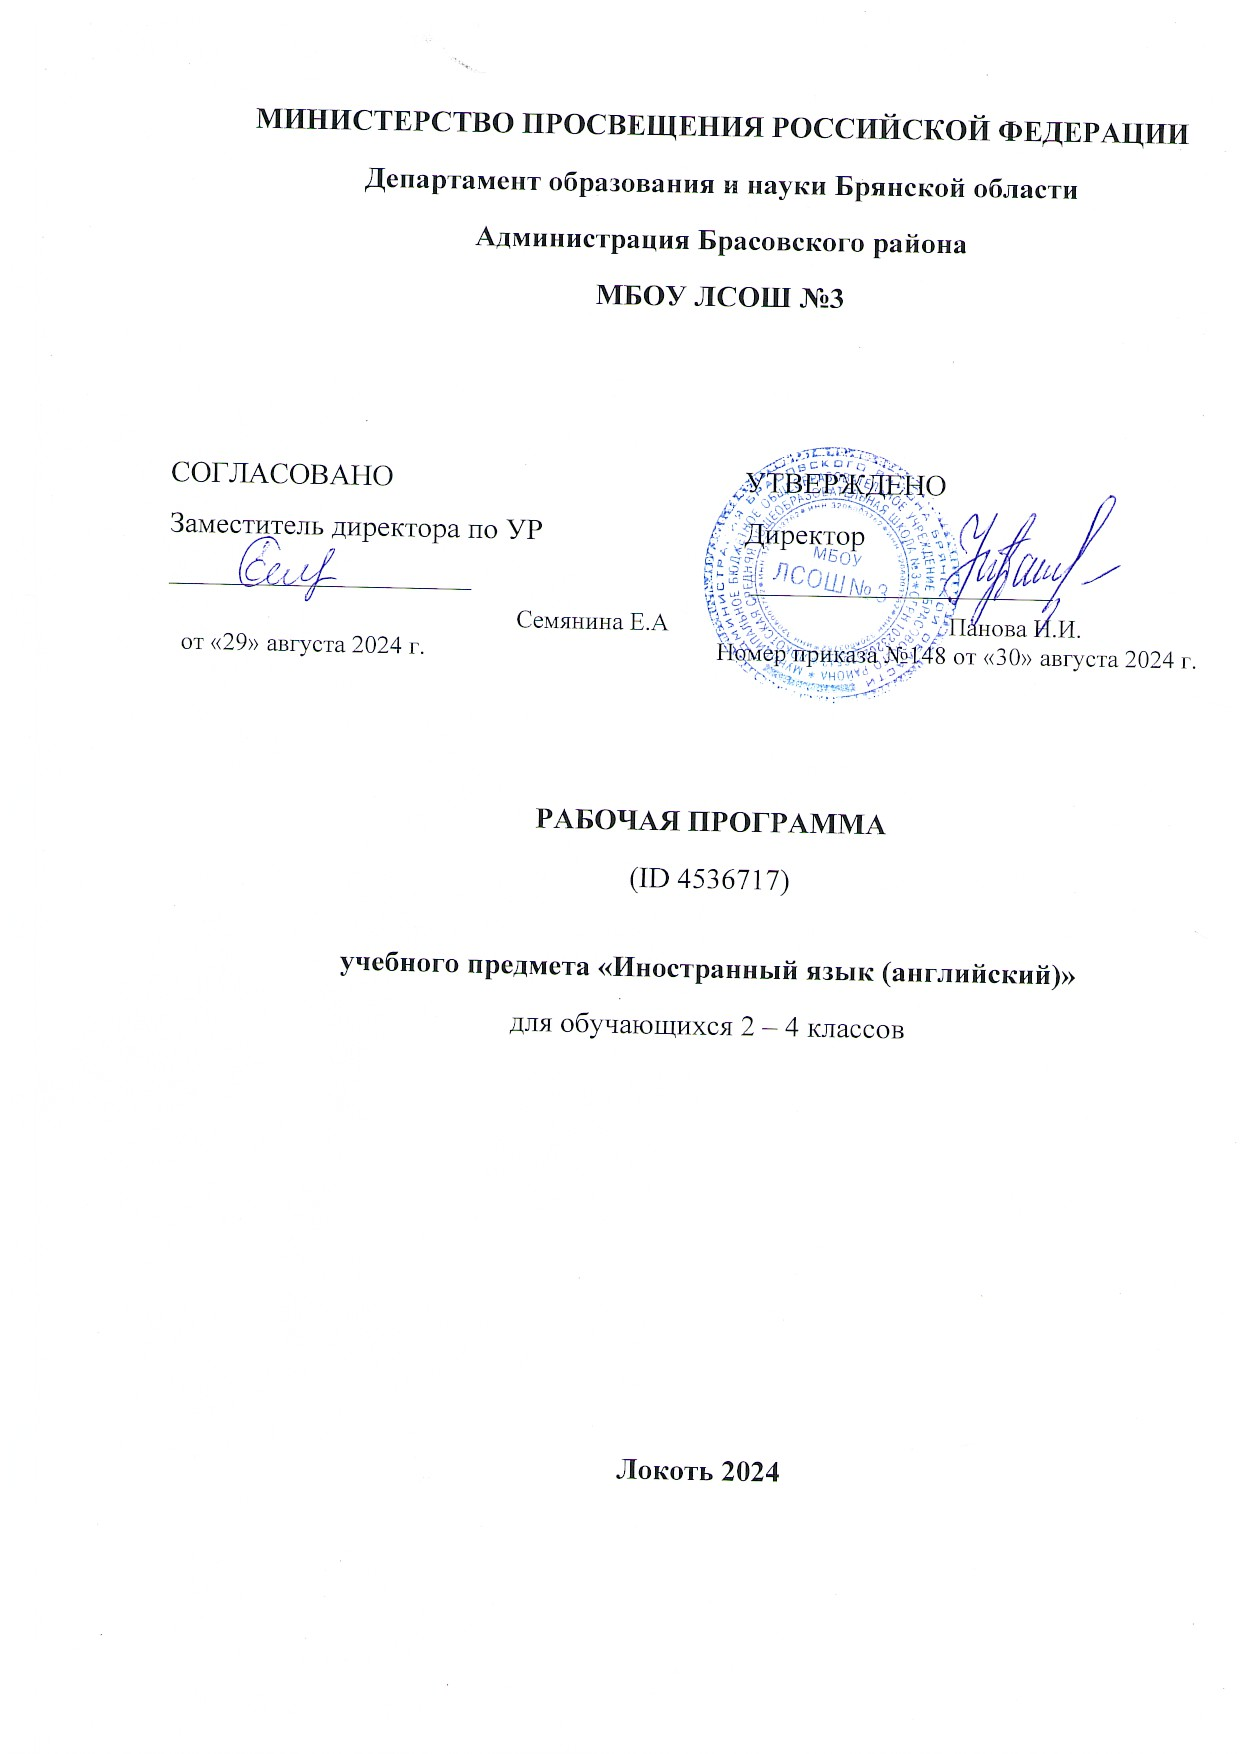 МИНИСТЕРСТВО ПРОСВЕЩЕНИЯ РОССИЙСКОЙ ФЕДЕРАЦИИ
Департамент образования и науки Брянской области
Администрация Брасовского района
МБОУ ЛСОШ №3
СОГЛАСОВАНО
Заместитель директора по УР
Семянина Е.А
от «29» августа 2024 г.
УТВЕРЖДЕНО
Директор
МБОУ
ЛСОШ № 3
Панова И.И.
Номер приказа №148 от «30» августа 2024 г.
РАБОЧАЯ ПРОГРАММА
(ID 4536717)
учебного предмета «Иностранный язык (английский)»
для обучающихся 2 – 4 классов
Локоть 2024